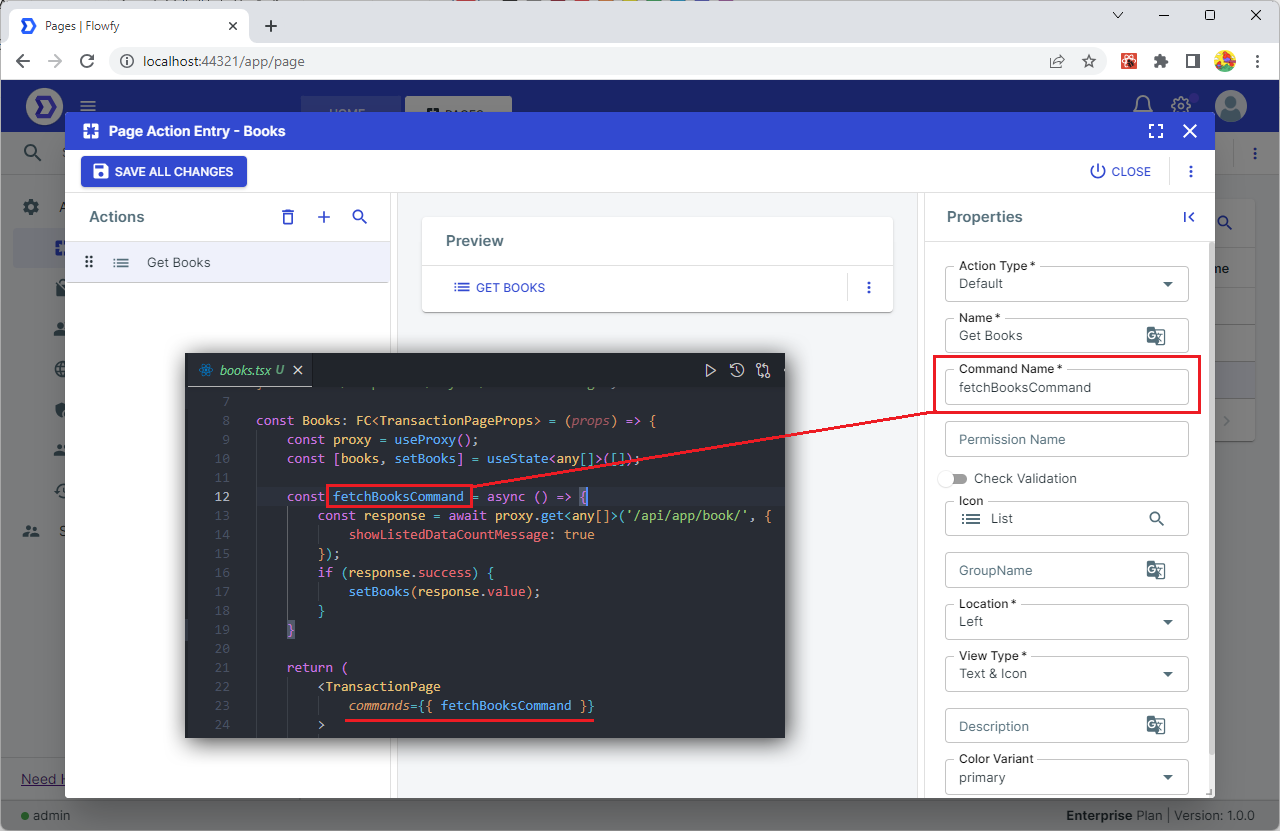 Pages | Flowfy
localhost:44321/app/page
HOME
PAGES
Page Action Entry - Books
SAVE ALL CHANGES
CLOSE
Actions
Get Books
Preview
GET BOOKS
Properties
Action Type *
Default
Name *
Get Books
Command Name *
fetchBooksCommand
Permission Name
Check Validation
Icon
List
GroupName
Location *
Left
View Type *
Text & Icon
Description
Color Variant
primary
books.tsx U
7
8 const Books: FC<TransactionPageProps> = (props) => {
9 const proxy = useProxy();
10 const [books, setBooks] = useState<any[]>([]);
11
12 const fetchBooksCommand = async () => {
13 const response = await proxy.get<any[]>('/api/app/book/', {
14 showListedDataCountMessage: true
15 });
16 if (response.success) {
17 setBooks(response.value);
18 }
19 }
20
21 return (
22 <TransactionPage
23 commands={{ fetchBooksCommand }}
24 >
Need
admin
Enterprise Plan | Version: 1.0.0